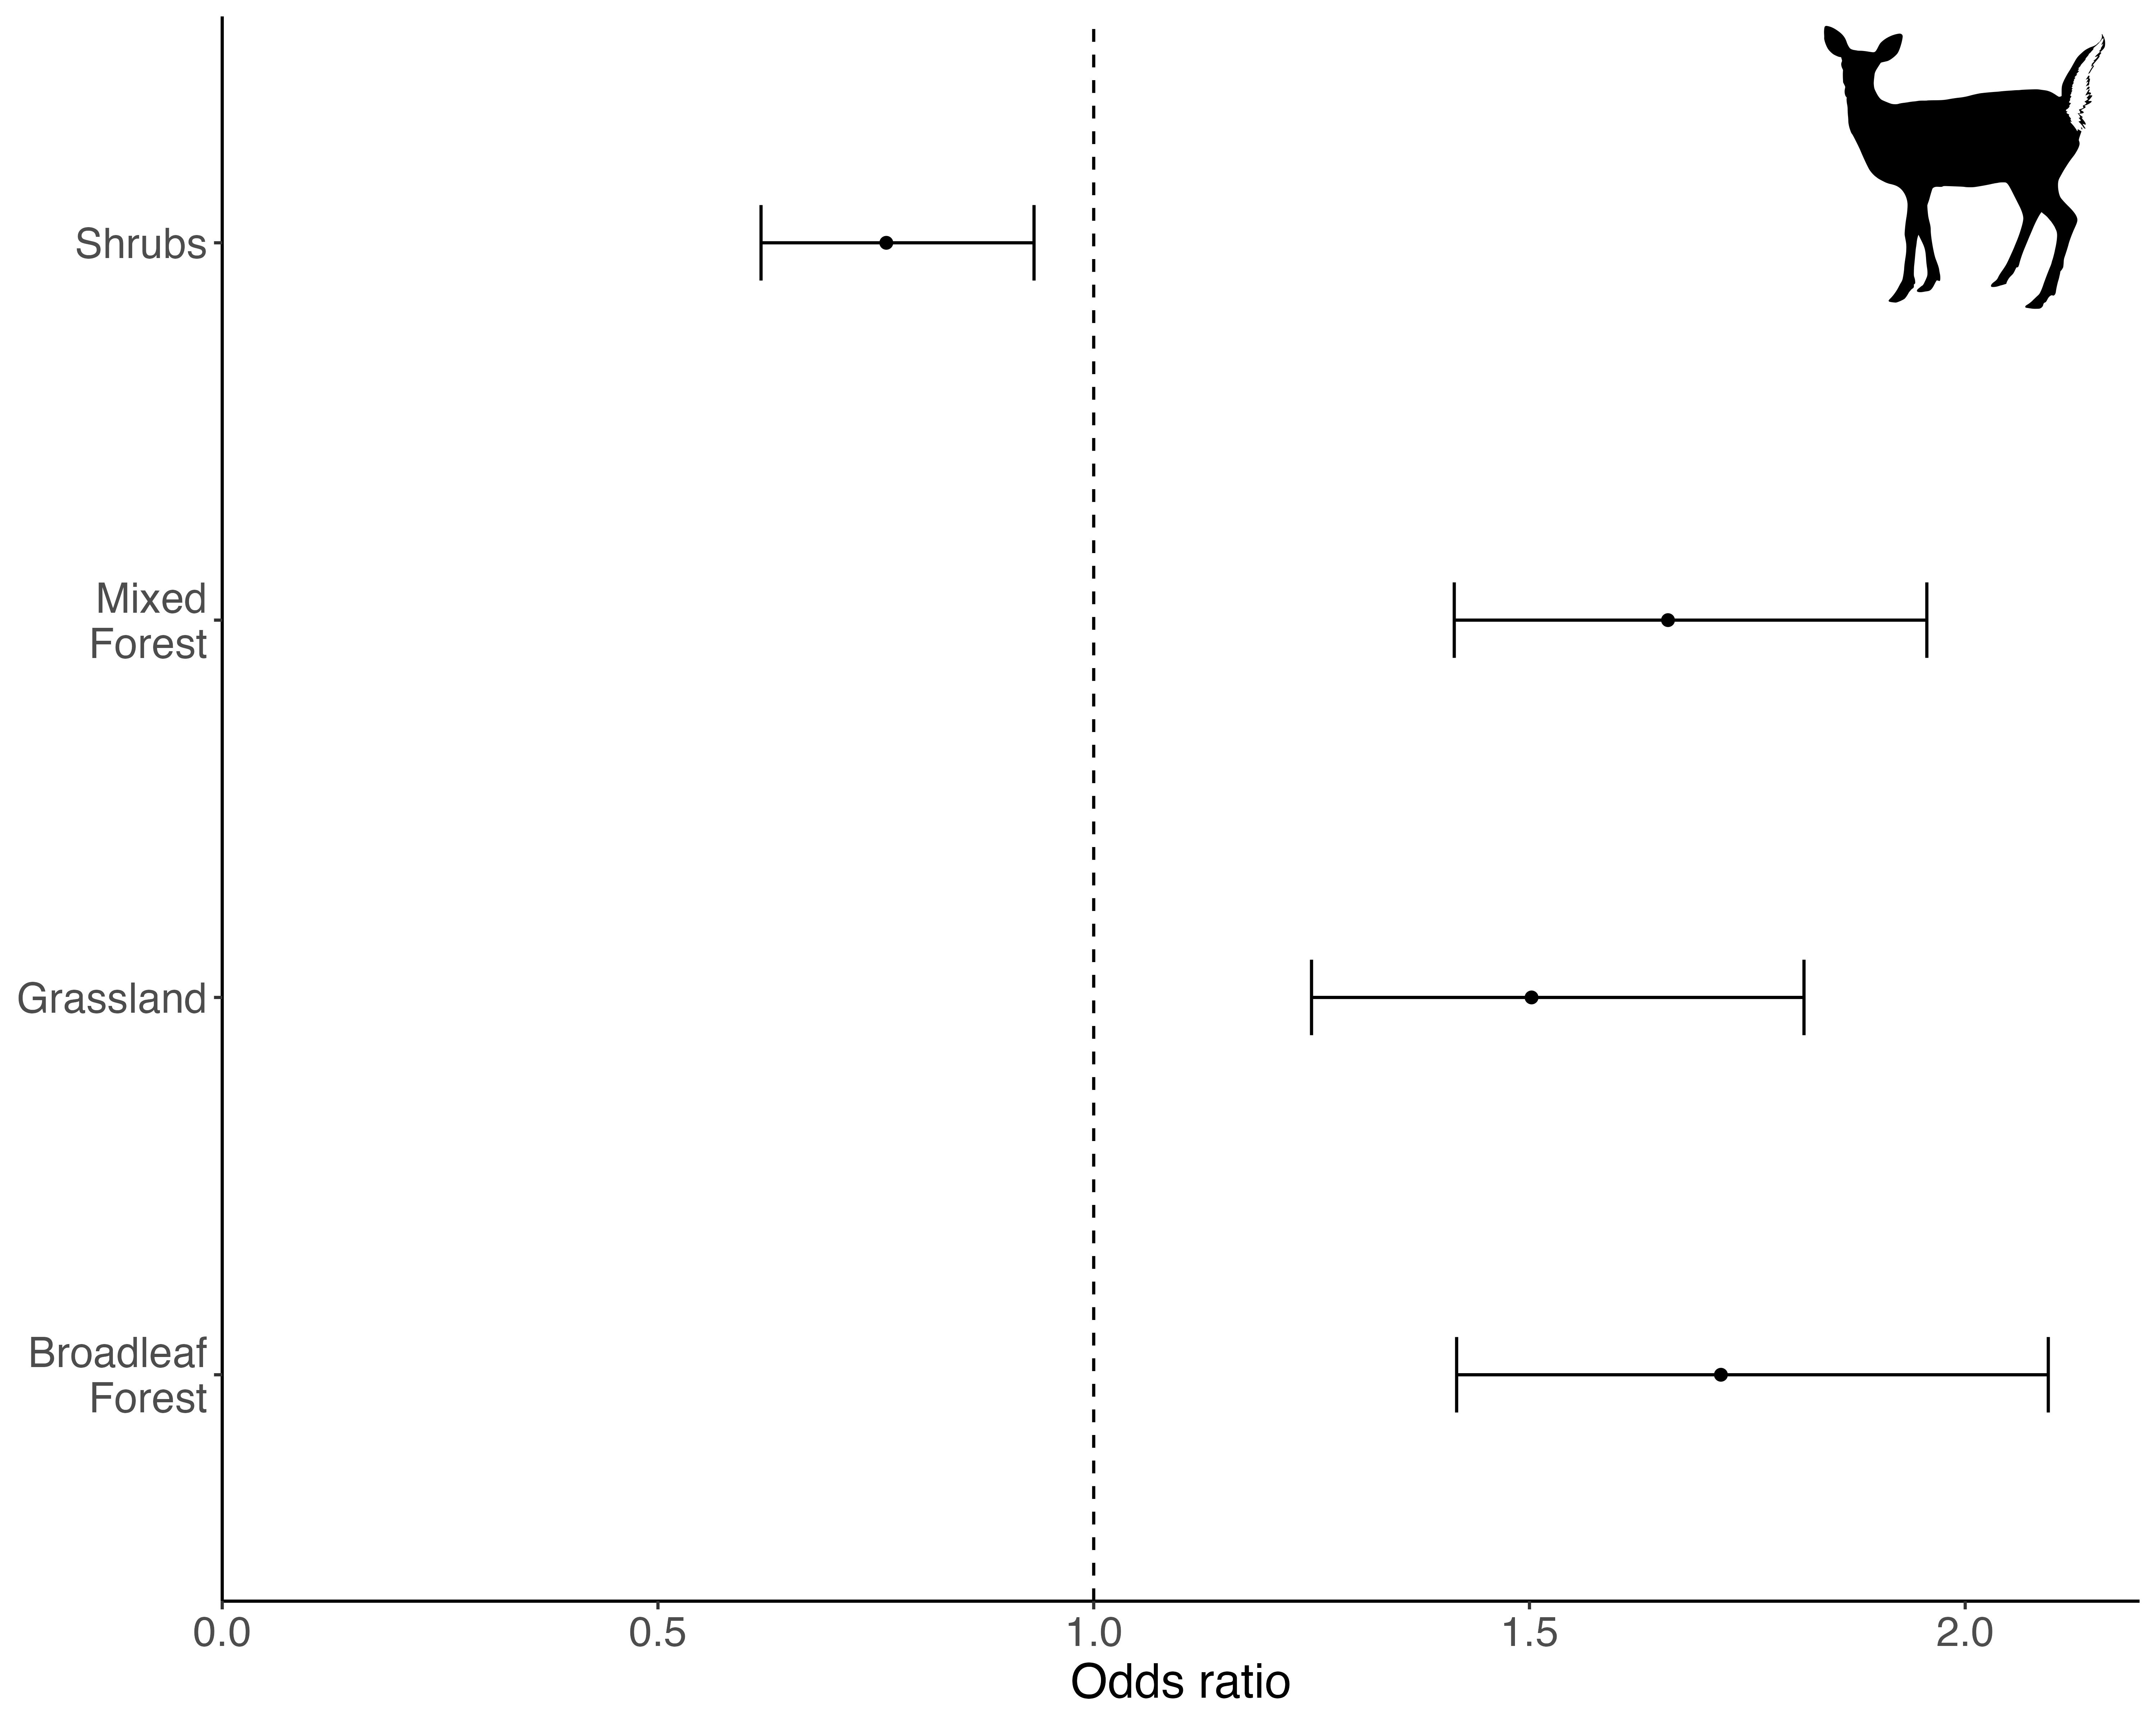 Shrubs
Mixed
Forest
Grassland
Broadleaf
Forest
0.0 0.5 1.0 1.5 2.0
Odds ratio